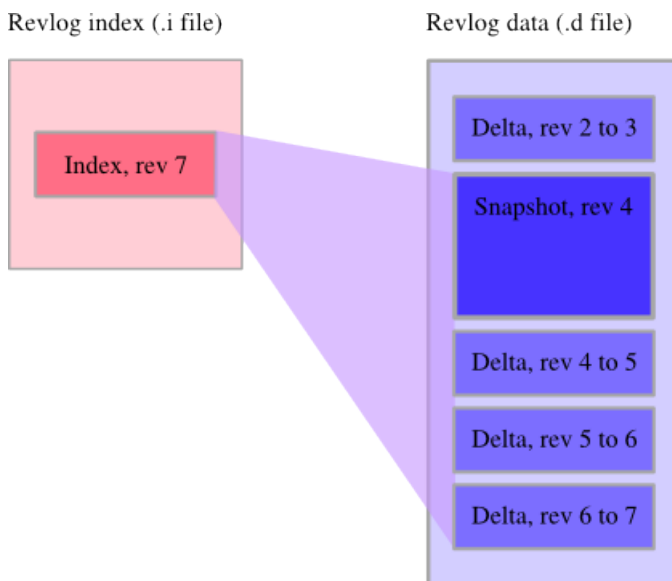 Revlog index (.i file)
Revlog data (.d file)
Index, rev 7
Delta, rev 2 to 3
Snapshot, rev 4
Delta, rev 4 to 5
Delta, rev 5 to 6
Delta, rev 6 to 7